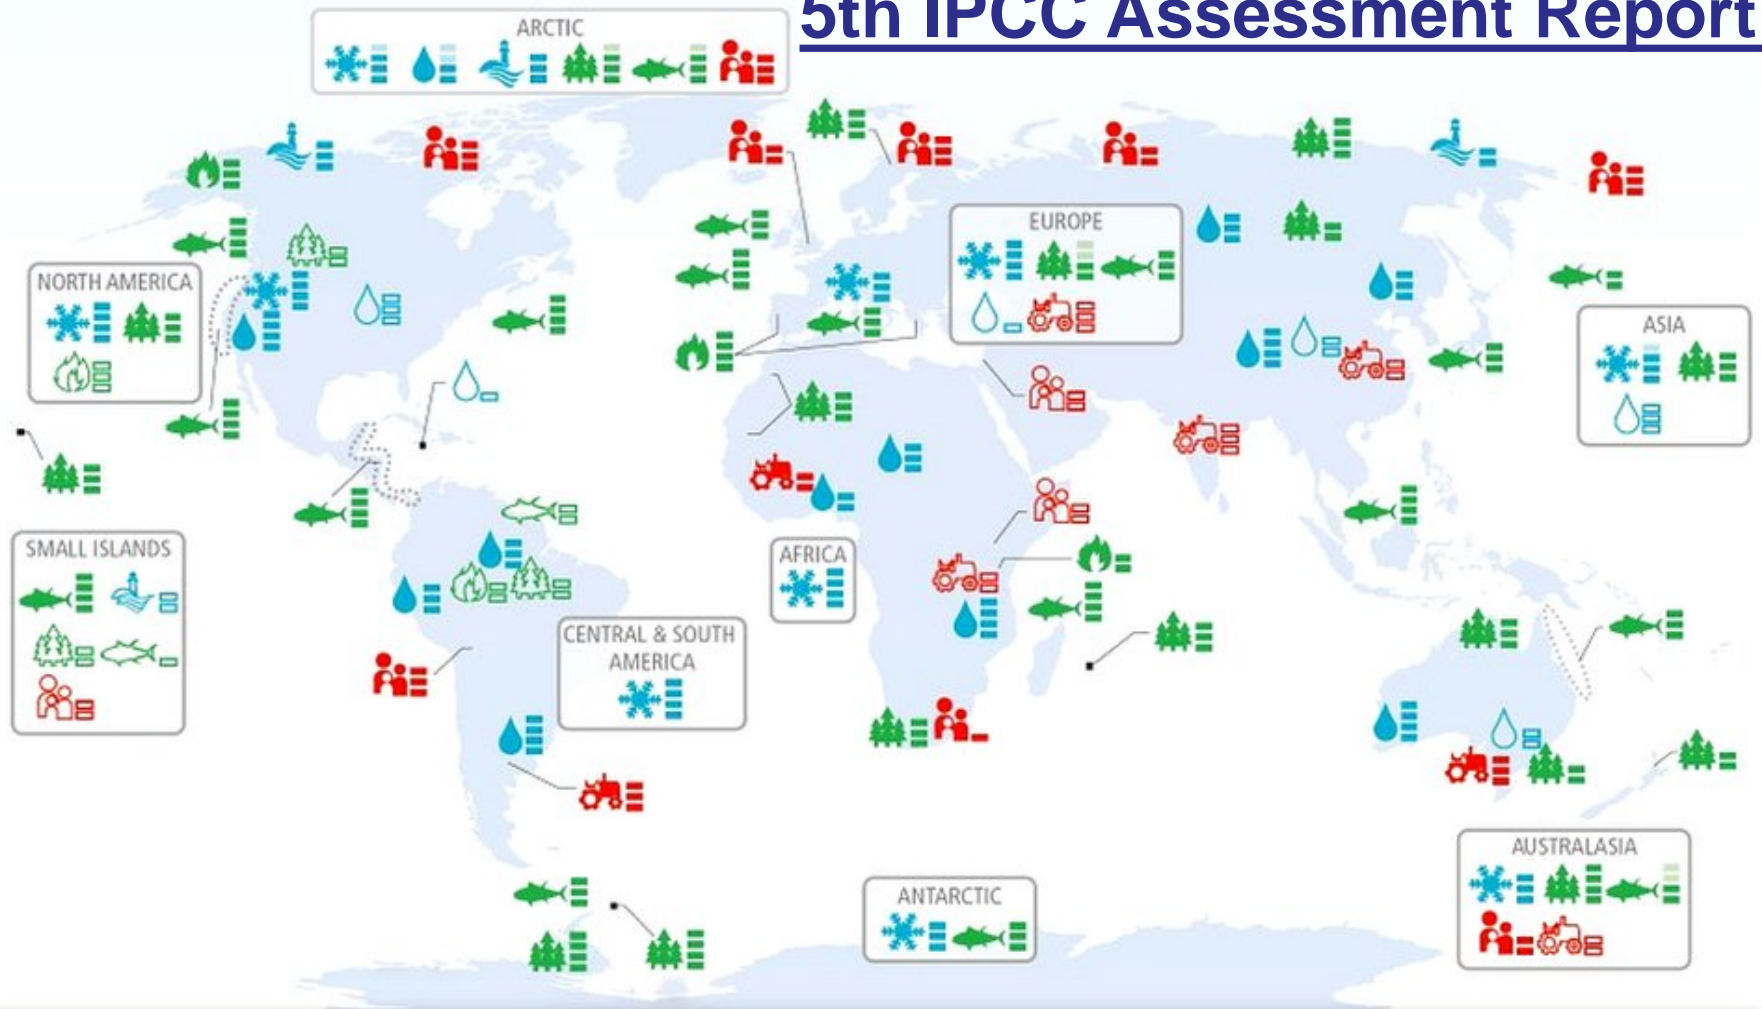 5th IPCC Assessment Report
ARCTIC
EUROPE
NORTH AMERICA
ASIA
SMALL ISLANDS
AFRICA
CENTRAL & SOUTH
AMERICA
AUSTRALASIA
ANTARCTIC